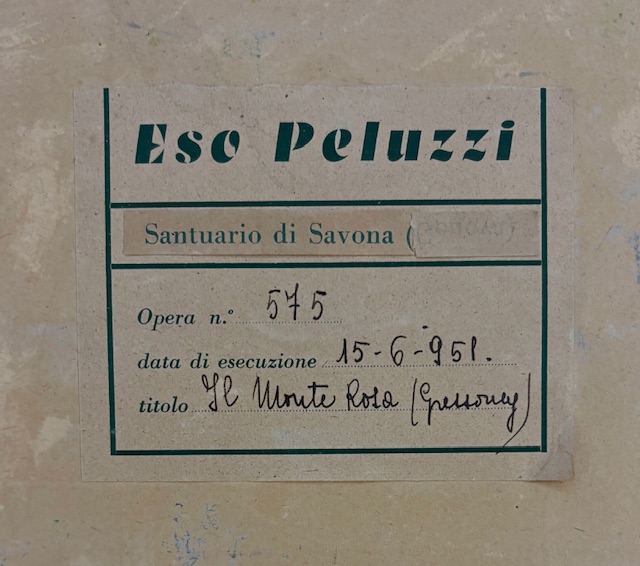 Eso Peluzzi
Santuario di Savona (
Opera n.° 575
data di esecuzione 15-6-951.
titolo Il Monte Rosa (Gressoney)